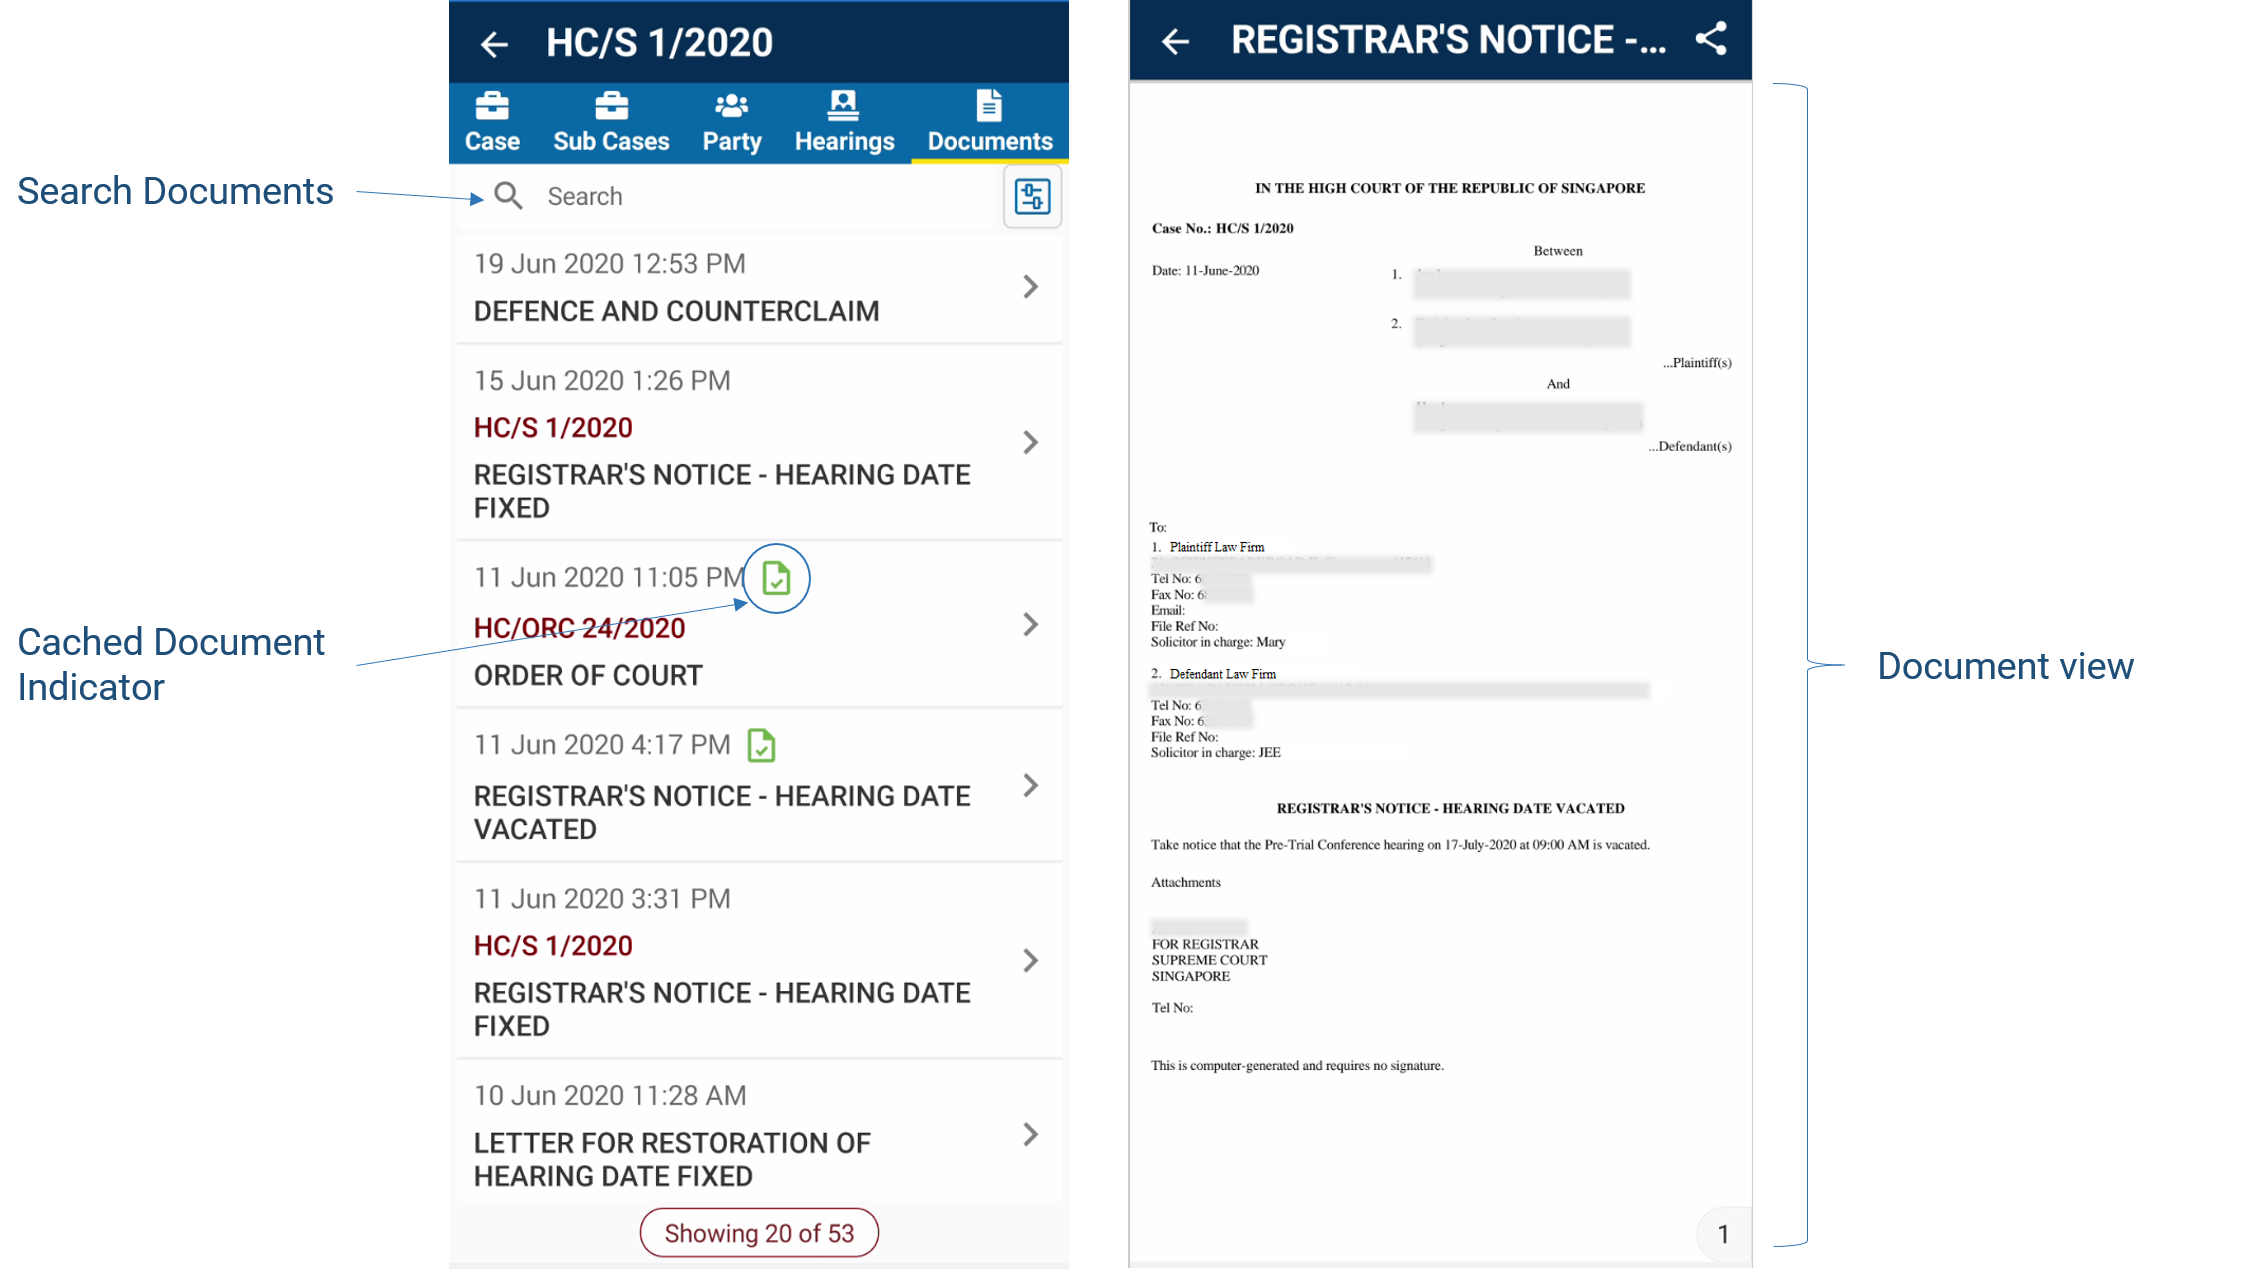 HC/S 1/2020
Case
Sub Cases
Party
Hearings
Documents
Search Documents
Search
19 Jun 2020 12:53 PM
DEFENCE AND COUNTERCLAIM
15 Jun 2020 1:26 PM
HC/S 1/2020
REGISTRAR'S NOTICE - HEARING DATE
FIXED
11 Jun 2020 11:05 PM
HC/ORC 24/2020
ORDER OF COURT
Cached Document
Indicator
11 Jun 2020 4:17 PM
REGISTRAR'S NOTICE - HEARING DATE
VACATED
11 Jun 2020 3:31 PM
HC/S 1/2020
REGISTRAR'S NOTICE - HEARING DATE
FIXED
10 Jun 2020 11:28 AM
LETTER FOR RESTORATION OF
HEARING DATE FIXED
Showing 20 of 53
REGISTRAR'S NOTICE -...
IN THE HIGH COURT OF THE REPUBLIC OF SINGAPORE
Case No.: HC/S 1/2020
Between
Date: 11-June-2020
1.
2.
...Plaintiff(s)
And
...Defendant(s)
To:
1. Plaintiff Law Firm
Tel No: 6
Fax No: 6
Email:
File Ref No:
Solicitor in charge: Mary
2. Defendant Law Firm
Tel No: 6
Fax No: 6
File Ref No:
Solicitor in charge: JEE
REGISTRAR'S NOTICE - HEARING DATE VACATED
Take notice that the Pre-Trial Conference hearing on 17-July-2020 at 09:00 AM is vacated.
Attachments
FOR REGISTRAR
SUPREME COURT
SINGAPORE
Tel No:
This is computer-generated and requires no signature.
1
Document view